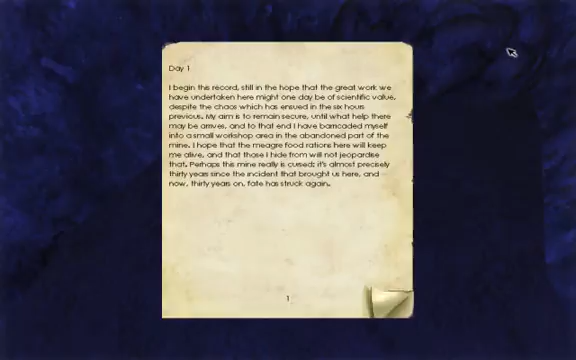 Day 1
I begin this record, still in the hope that the great work we
have undertaken here might one day be of scientific value,
despite the chaos which has ensued in the six hours
previous. My aim is to remain secure, until what help there
may be arrives, and to that end I have barricaded myself
into a small workshop area in the abandoned part of the
mine. I hope that the meagre food rations here will keep
me alive, and that those I hide from will not jeopardise
that. Perhaps this mine really is cursed; it's almost precisely
thirty years since the incident that brought us here, and
now, thirty years on, fate has struck again.
1